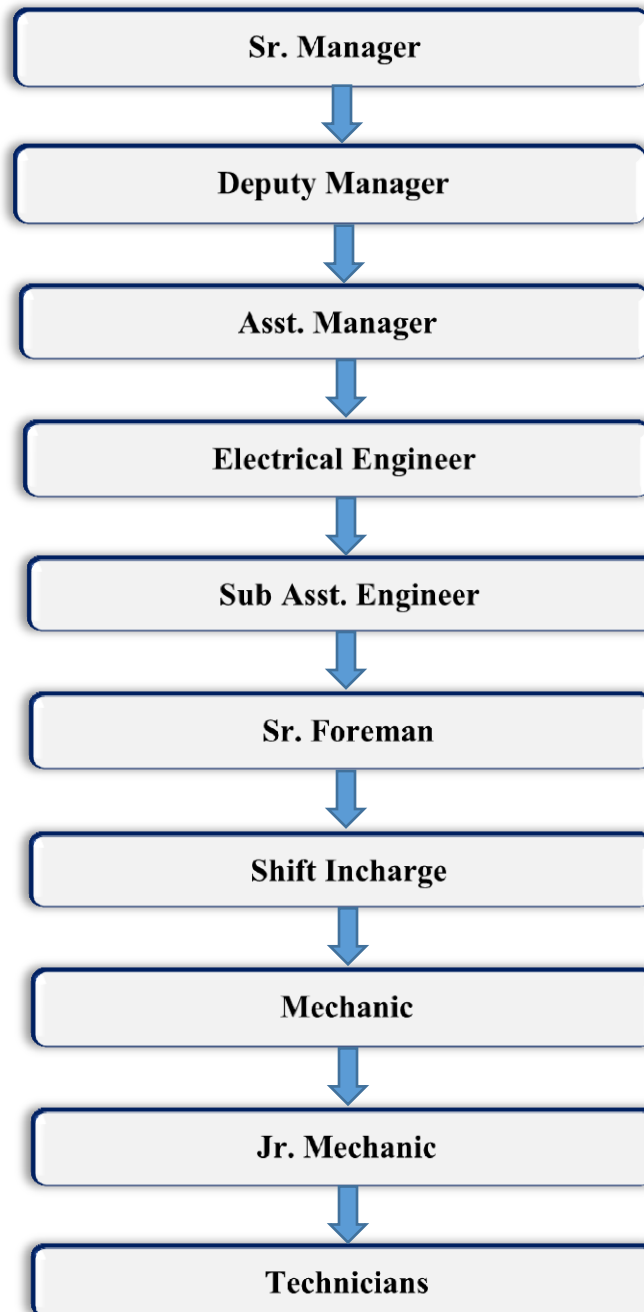 Sr. Manager
Deputy Manager
Asst. Manager
Electrical Engineer
Sub Asst. Engineer
Sr. Foreman
Shift Incharge
Mechanic
Jr. Mechanic
Technicians